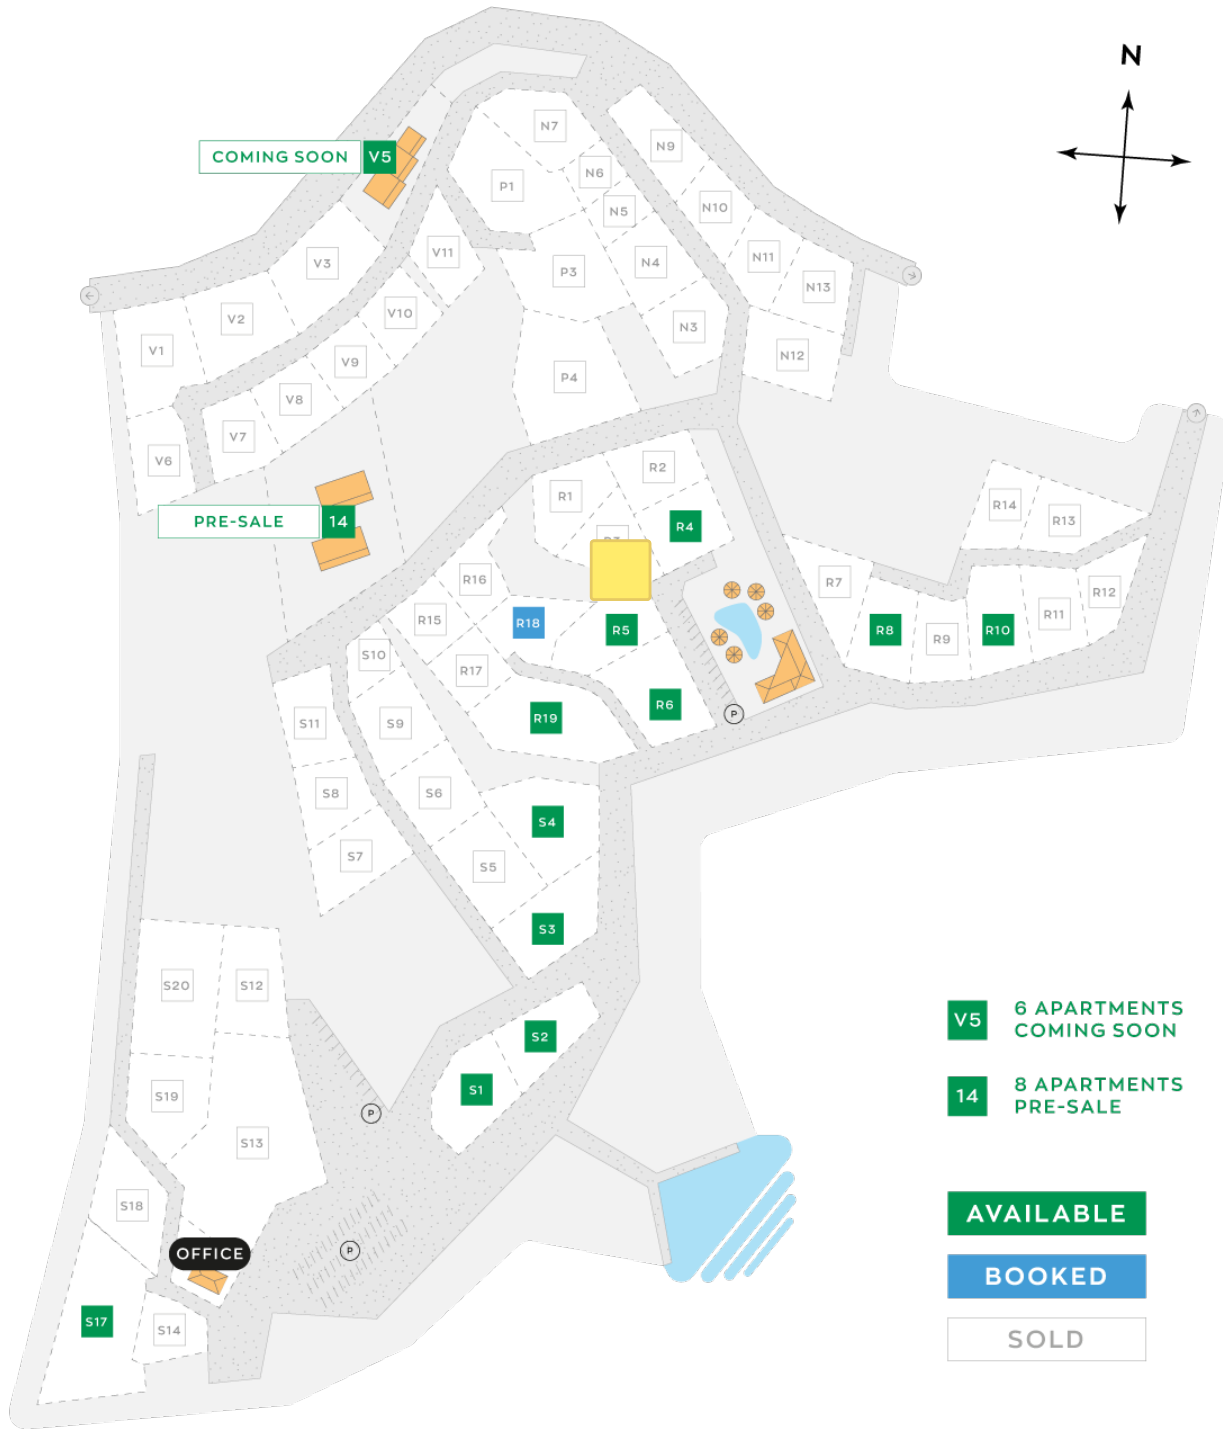 N
COMING SOON
V5
N7
N9
N6
P1
N5
N10
V11
N4
N11
V3
P3
N13
V10
V2
N3
V1
N12
V9
P4
V8
V7
V6
R2
R1
R14
PRE-SALE
14
R4
R13
R16
R7
R12
R15
R18
R5
R8
R9
R10
R11
S10
R17
R6
S11
S9
R19
P
S8
S6
S4
S7
S5
S3
S20
S12
S2
V5
6 APARTMENTS
COMING SOON
S19
S1
14
8 APARTMENTS
PRE-SALE
P
S13
S18
AVAILABLE
OFFICE
P
BOOKED
S17
S14
SOLD